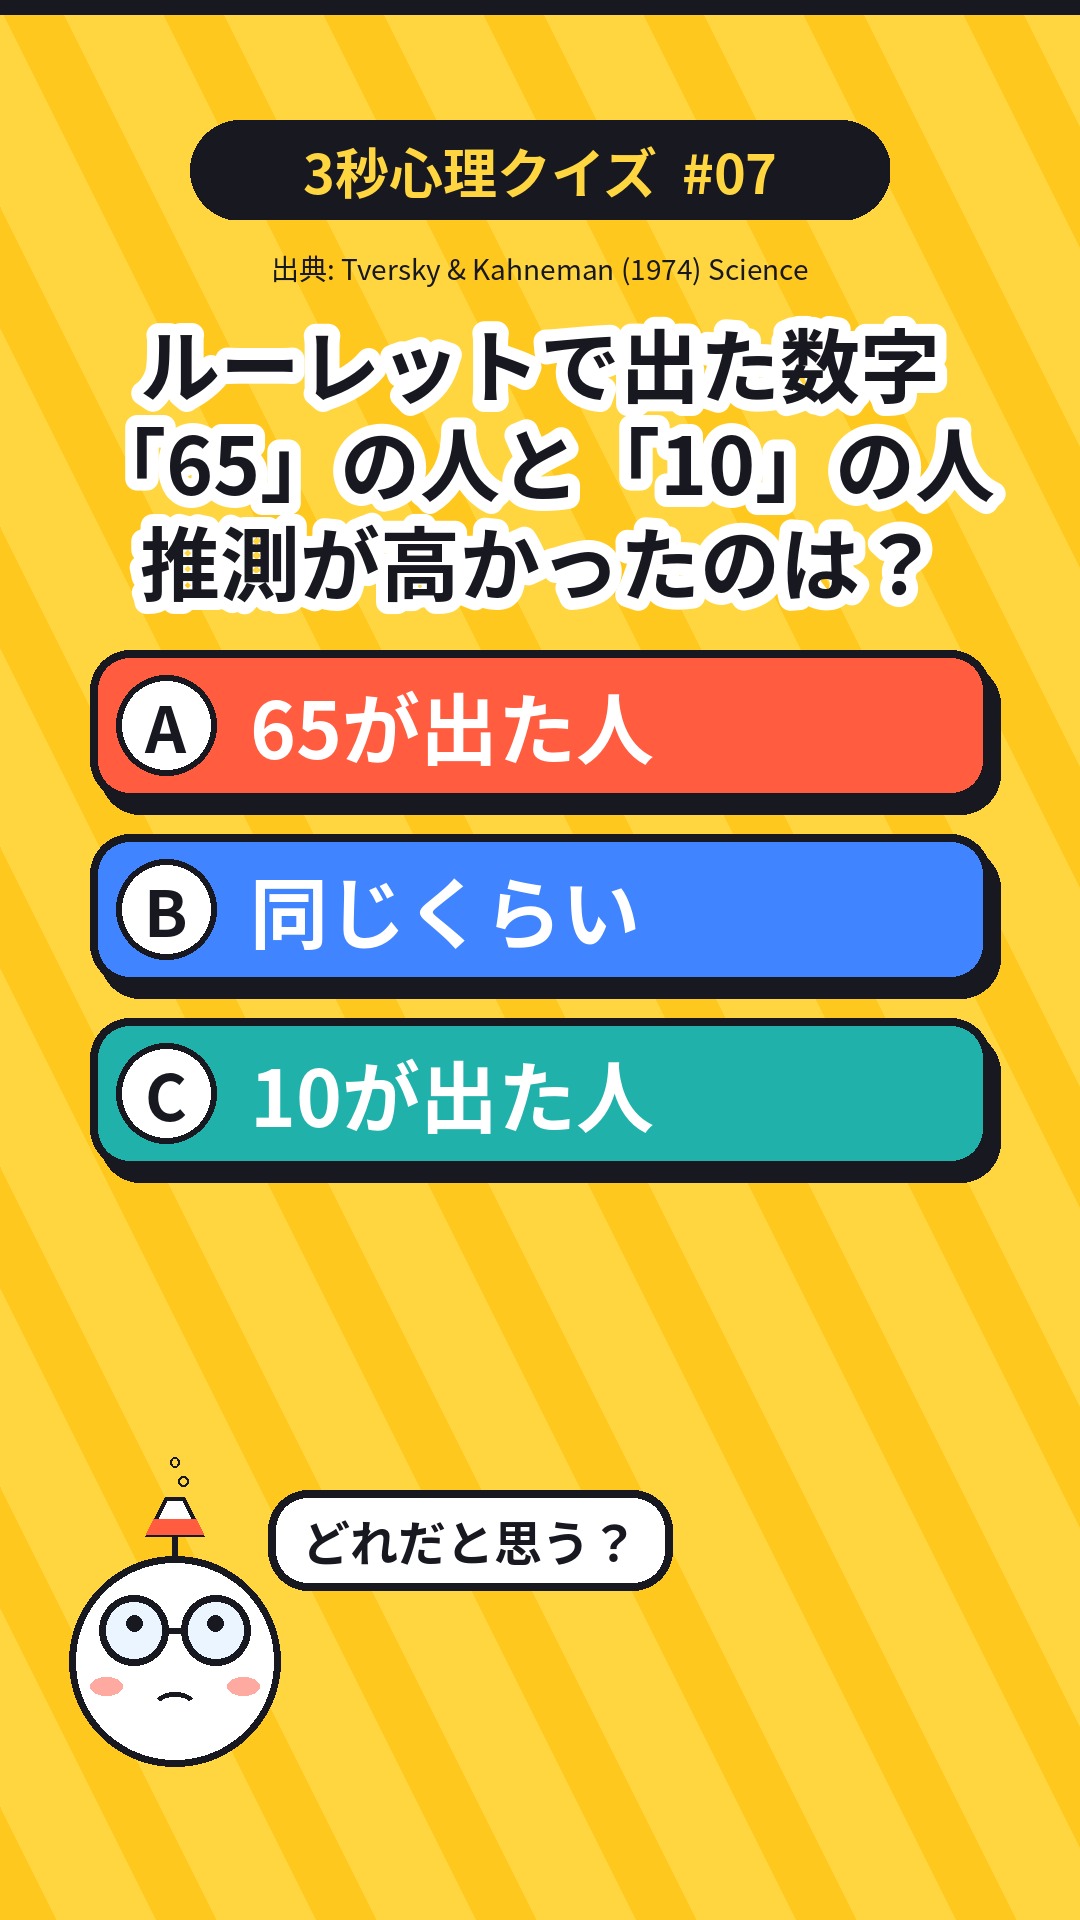 3秒心理クイズ #07
出典: Tversky & Kahneman (1974) Science
ルーレットで出た数字
「65」の人と「10」の人
推測が高かったのは？
A 65が出た人
B 同じくらい
C 10が出た人
どれだと思う？